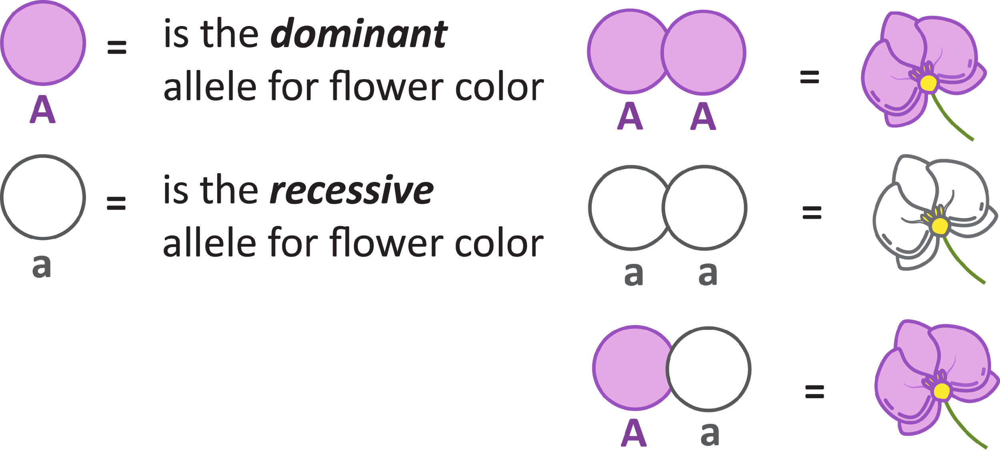 = is the dominant
allele for flower color
A
= is the recessive
allele for flower color
a
A A =
a a =
A a =